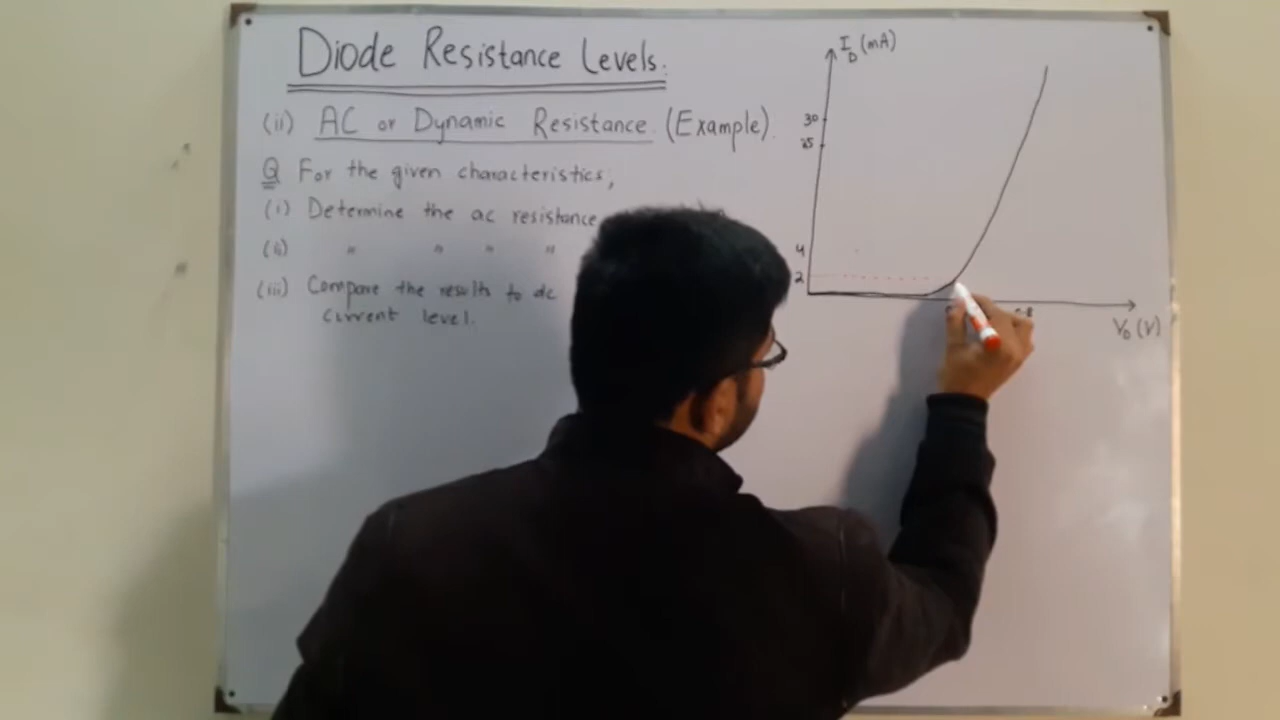 Diode Resistance Levels.
(ii) AC or Dynamic Resistance. (Example).
Q For the given characteristics,
(i) Determine the ac resistance
(ii) " " " "
(iii) Compare the results to dc
current level.
I_D (mA)
30
25
4
2
0.8
V_D (V)